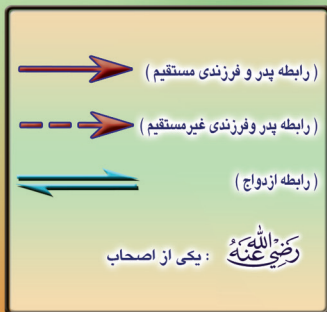 ( رابطه پدر و فرزندی مستقیم )
( رابطه پدر وفرزندی غیرمستقیم )
( رابطه ازدواج )
رَضِيَ اللهُ عَنْهُ : یکی از اصحاب